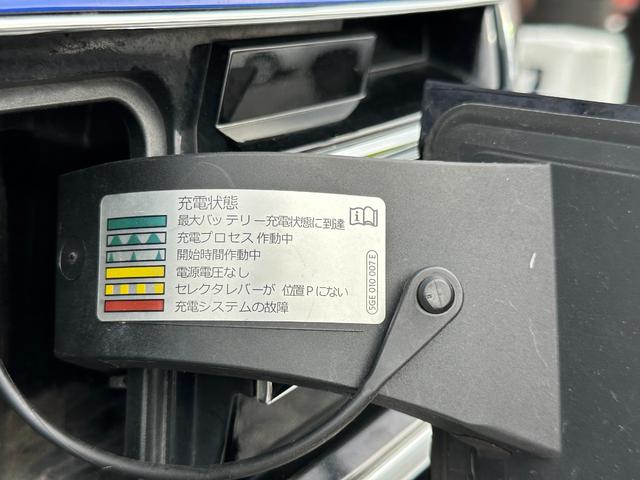 充電状態
最大バッテリー充電状態に到達
充電プロセス作動中
開始時間作動中
電源電圧なし
セレクタレバーが 位置Pにない
充電システムの故障
5GE 010 007 E